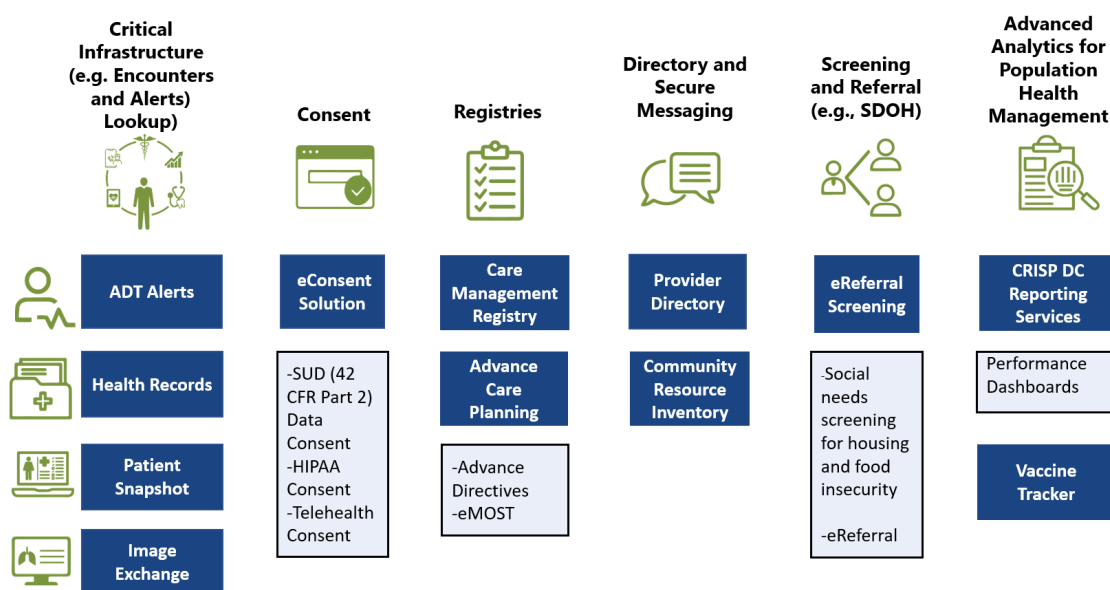 Critical
Infrastructure
(e.g. Encounters
and Alerts)
Lookup)
Consent
Registries
Directory and
Secure
Messaging
Screening
and Referral
(e.g., SDOH)
Advanced
Analytics for
Population
Health
Management
ADT Alerts
Health Records
Patient
Snapshot
Image
Exchange
eConsent
Solution
-SUD (42
CFR Part 2)
Data
Consent
-HIPAA
Consent
-Telehealth
Consent
Care
Management
Registry
Advance
Care
Planning
-Advance
Directives
-eMOST
Provider
Directory
Community
Resource
Inventory
eReferral
Screening
-Social
needs
screening
for housing
and food
insecurity
-eReferral
CRISP DC
Reporting
Services
Performance
Dashboards
Vaccine
Tracker